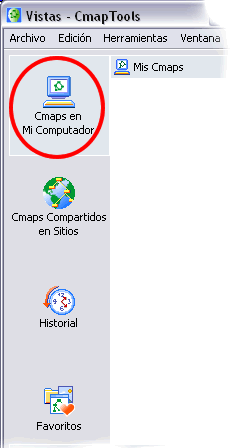 Vistas - CmapTools
Archivo Edición Herramientas Ventana
Cmaps en
Mi Computador
Mis Cmaps
Cmaps Compartidos
en Sitios
Historial
Favoritos